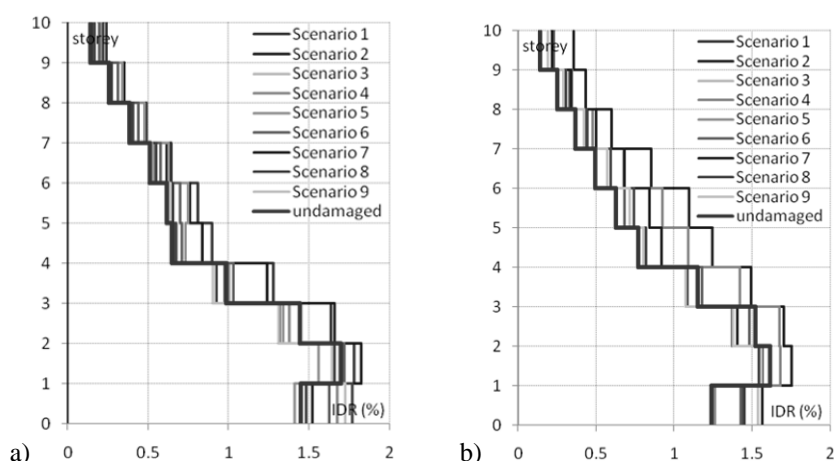 10
storey
9
8
7
6
5
4
3
2
1
0
Scenario 1
Scenario 2
Scenario 3
Scenario 4
Scenario 5
Scenario 6
Scenario 7
Scenario 8
Scenario 9
undamaged
IDR (%)
0 0.5 1 1.5 2
a)
10
storey
9
8
7
6
5
4
3
2
1
0
Scenario 1
Scenario 2
Scenario 3
Scenario 4
Scenario 5
Scenario 6
Scenario 7
Scenario 8
Scenario 9
undamaged
IDR (%)
0 0.5 1 1.5 2
b)